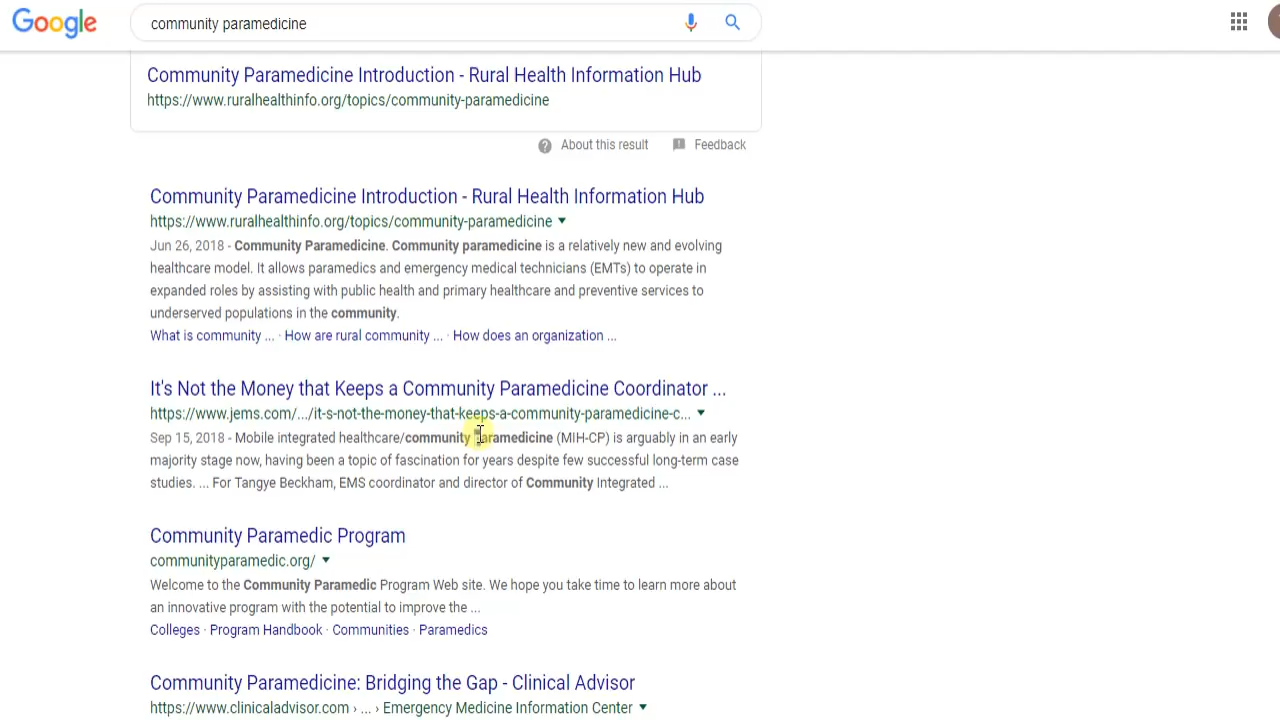 Google
community paramedicine
Community Paramedicine Introduction - Rural Health Information Hub
https://www.ruralhealthinfo.org/topics/community-paramedicine
About this result Feedback
Community Paramedicine Introduction - Rural Health Information Hub
https://www.ruralhealthinfo.org/topics/community-paramedicine
Jun 26, 2018 - Community Paramedicine. Community paramedicine is a relatively new and evolving
healthcare model. It allows paramedics and emergency medical technicians (EMTs) to operate in
expanded roles by assisting with public health and primary healthcare and preventive services to
underserved populations in the community.
What is community ... · How are rural community ... · How does an organization ...
It's Not the Money that Keeps a Community Paramedicine Coordinator ...
https://www.jems.com/.../it-s-not-the-money-that-keeps-a-community-paramedicine-c...
Sep 15, 2018 - Mobile integrated healthcare/community paramedicine (MIH-CP) is arguably in an early
majority stage now, having been a topic of fascination for years despite few successful long-term case
studies. ... For Tangye Beckham, EMS coordinator and director of Community Integrated ...
Community Paramedic Program
communityparamedic.org/
Welcome to the Community Paramedic Program Web site. We hope you take time to learn more about
an innovative program with the potential to improve the ...
Colleges · Program Handbook · Communities · Paramedics
Community Paramedicine: Bridging the Gap - Clinical Advisor
https://www.clinicaladvisor.com › ... › Emergency Medicine Information Center